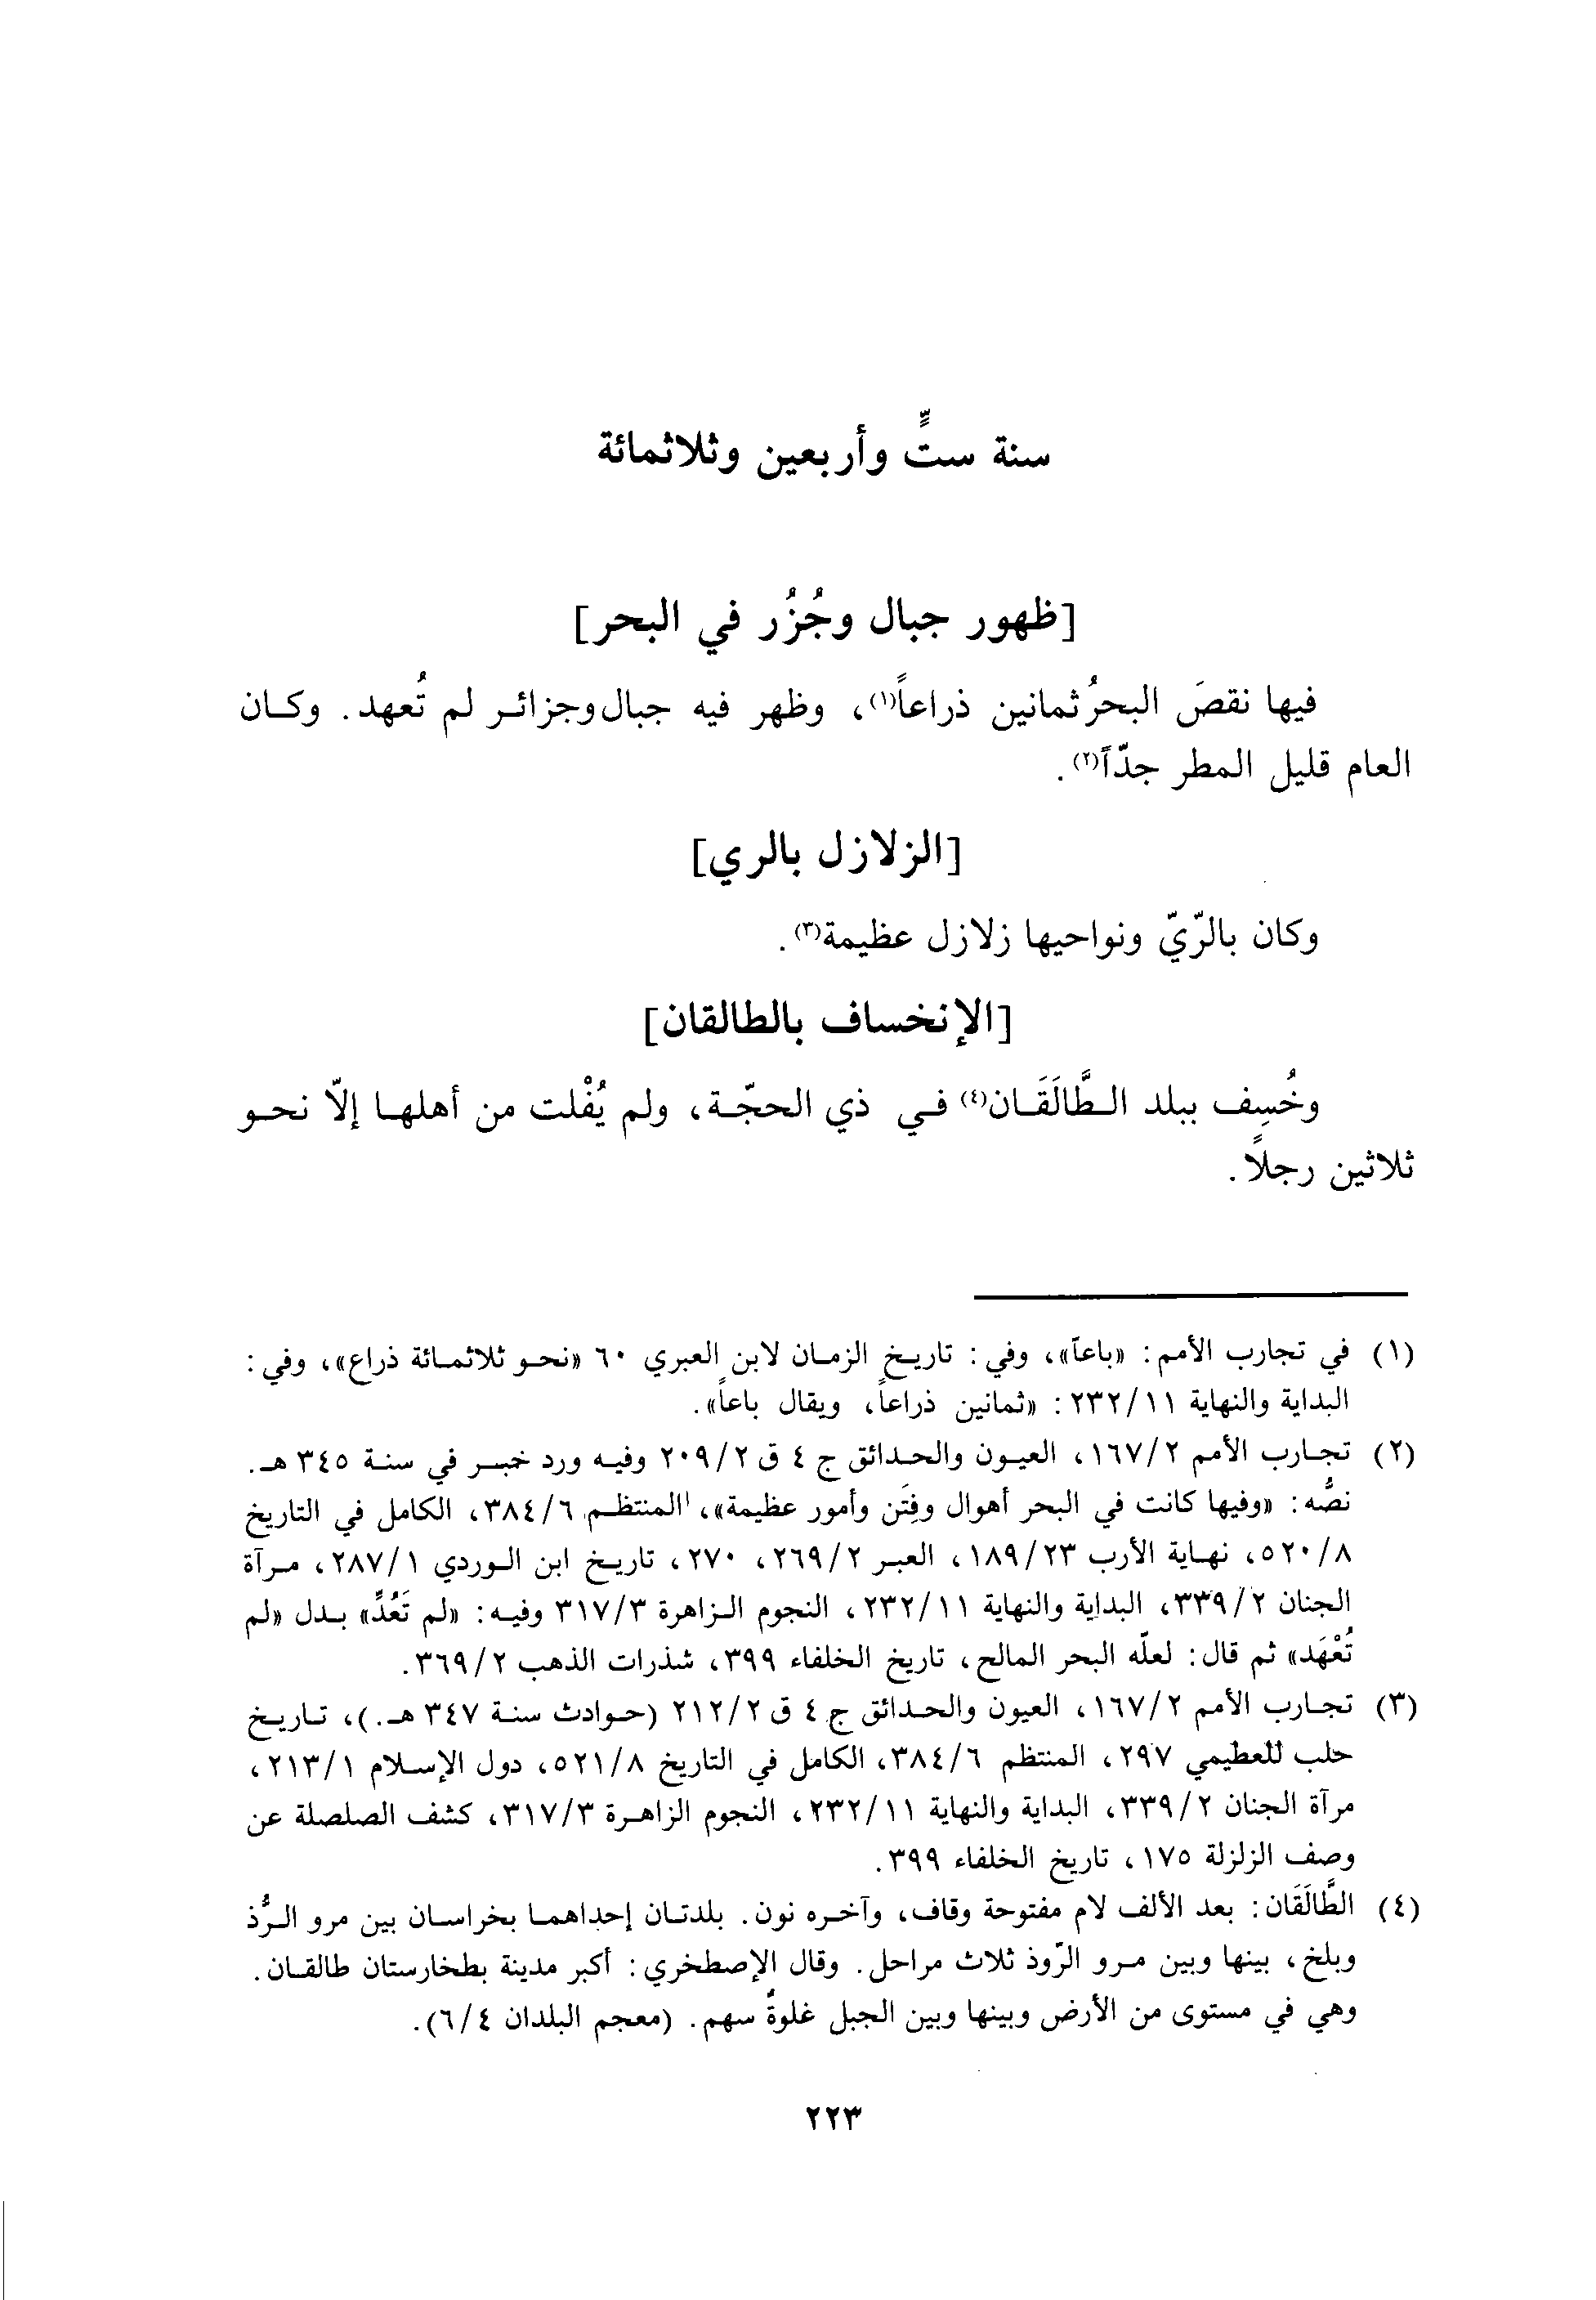 سنة ستٍّ وأربعين وثلاثمائة
[ظهور جبال وجُزُر في البحر]
فيها نقصَ البحرُ ثمانين ذراعاً(١)، وظهر فيه جبال وجزائر لم تُعهد. وكان
العام قليل المطر جدّاً(٢).
[الزلازل بالري]
وكان بالرّيّ ونواحيها زلازل عظيمة(٣).
[الإنخساف بالطالقان]
وخُسِف ببلد الطَّالَقَان(٤) في ذي الحجّة، ولم يُفْلت من أهلها إلاّ نحو
ثلاثين رجلاً.
(١) في تجارب الأمم: «باعاً»، وفي: تاريخ الزمان لابن العبري ٦٠ «نحو ثلاثمائة ذراع»، وفي:
البداية والنهاية ٢٣٢/١١: «ثمانين ذراعاً، ويقال باعاً».
(٢) تجارب الأمم ١٦٧/٢، العيون والحدائق ج ٤ ق ٢٠٩/٢ وفيه ورد خبر في سنة ٣٤٥ هـ.
نصُّه: «وفيها كانت في البحر أهوال وفِتَن وأمور عظيمة»، المنتظم ٣٨٤/٦، الكامل في التاريخ
٥٢٠/٨، نهاية الأرب ١٨٩/٢٣، العبر ٢٦٩/٢، ٢٧٠، تاريخ ابن الوردي ٢٨٧/١، مرآة
الجنان ٣٣٩/٢، البداية والنهاية ٢٣٢/١١، النجوم الزاهرة ٣١٧/٣ وفيه: «لم تَعُدّ» بدل «لم
تُعْهَد» ثم قال: لعلّه البحر المالح، تاريخ الخلفاء ٣٩٩، شذرات الذهب ٣٦٩/٢.
(٣) تجارب الأمم ١٦٧/٢، العيون والحدائق ج ٤ ق ٢١٢/٢ (حوادث سنة ٣٤٧ هـ.)، تاريخ
حلب للعظيمي ٢٩٧، المنتظم ٣٨٤/٦، الكامل في التاريخ ٥٢١/٨، دول الإسلام ٢١٣/١،
مرآة الجنان ٣٣٩/٢، البداية والنهاية ٢٣٢/١١، النجوم الزاهرة ٣١٧/٣، كشف الصلصلة عن
وصف الزلزلة ١٧٥، تاريخ الخلفاء ٣٩٩.
(٤) الطَّالَقَان: بعد الألف لام مفتوحة وقاف، وآخره نون. بلدتان إحداهما بخراسان بين مرو الرُّذ
وبلخ، بينها وبين مرو الرّوذ ثلاث مراحل. وقال الإصطخري: أكبر مدينة بطخارستان طالقان.
وهي في مستوى من الأرض وبينها وبين الجبل غلوةُ سهم. (معجم البلدان ٦/٤).
٢٢٣